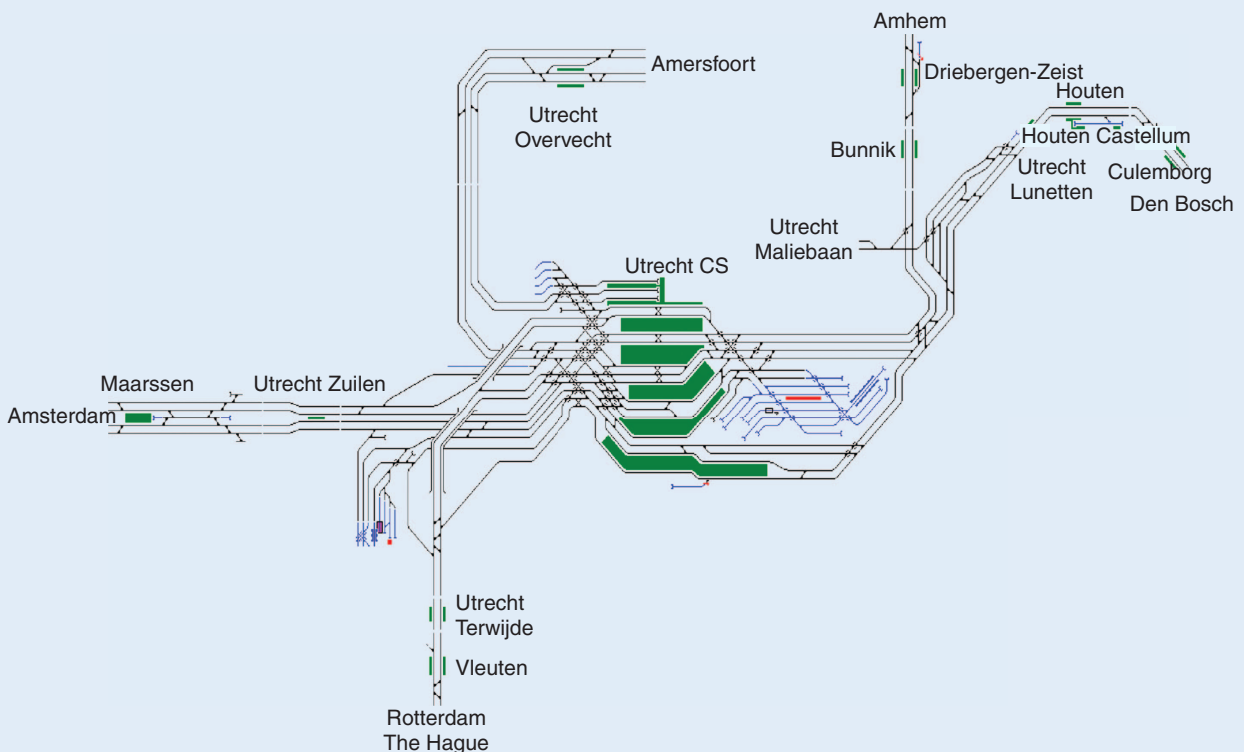 Amhem
Amersfoort
Driebergen-Zeist
Houten
Utrecht
Overvecht
Bunnik
Houten Castellum
Utrecht
Lunetten
Culemborg
Den Bosch
Utrecht
Maliebaan
Utrecht CS
Maarssen
Utrecht Zuilen
Amsterdam
Utrecht
Terwijde
Vleuten
Rotterdam
The Hague